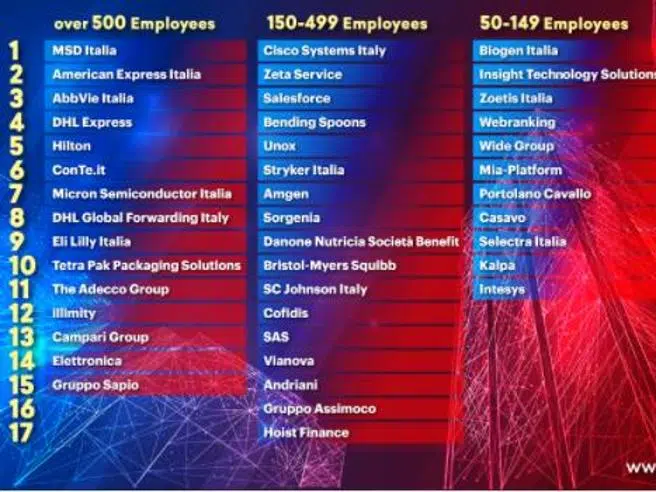 over 500 Employees 150-499 Employees 50-149 Employees
1 MSD Italia Cisco Systems Italy Biogen Italia
2 American Express Italia Zeta Service Insight Technology Solutions
3 AbbVie Italia Salesforce Zoetis Italia
4 DHL Express Bending Spoons Webranking
5 Hilton Unox Wide Group
6 ConTe.it Stryker Italia Mia-Platform
7 Micron Semiconductor Italia Amgen Portolano Cavallo
8 DHL Global Forwarding Italy Sorgenia Casavo
9 Eli Lilly Italia Danone Nutricia Società Benefit Selectra Italia
10 Tetra Pak Packaging Solutions Bristol-Myers Squibb Kalpa
11 The Adecco Group SC Johnson Italy Intesys
12 illimity Cofidis
13 Campari Group SAS
14 Elettronica Vianova
15 Gruppo Sapio Andriani
16 Gruppo Assimoco
17 Hoist Finance